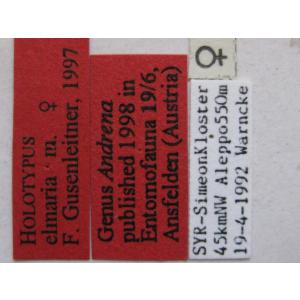 HOLOTYPUS
elmaria m. ♀
F. Gusenleitner, 1997
Genus Andrena
published 1998 in
Entomofauna 19/6,
Ansfelden (Austria)
SYR-SimeonKloster
45kmNW Aleppo550m
19-4-1992 Warncke
♀